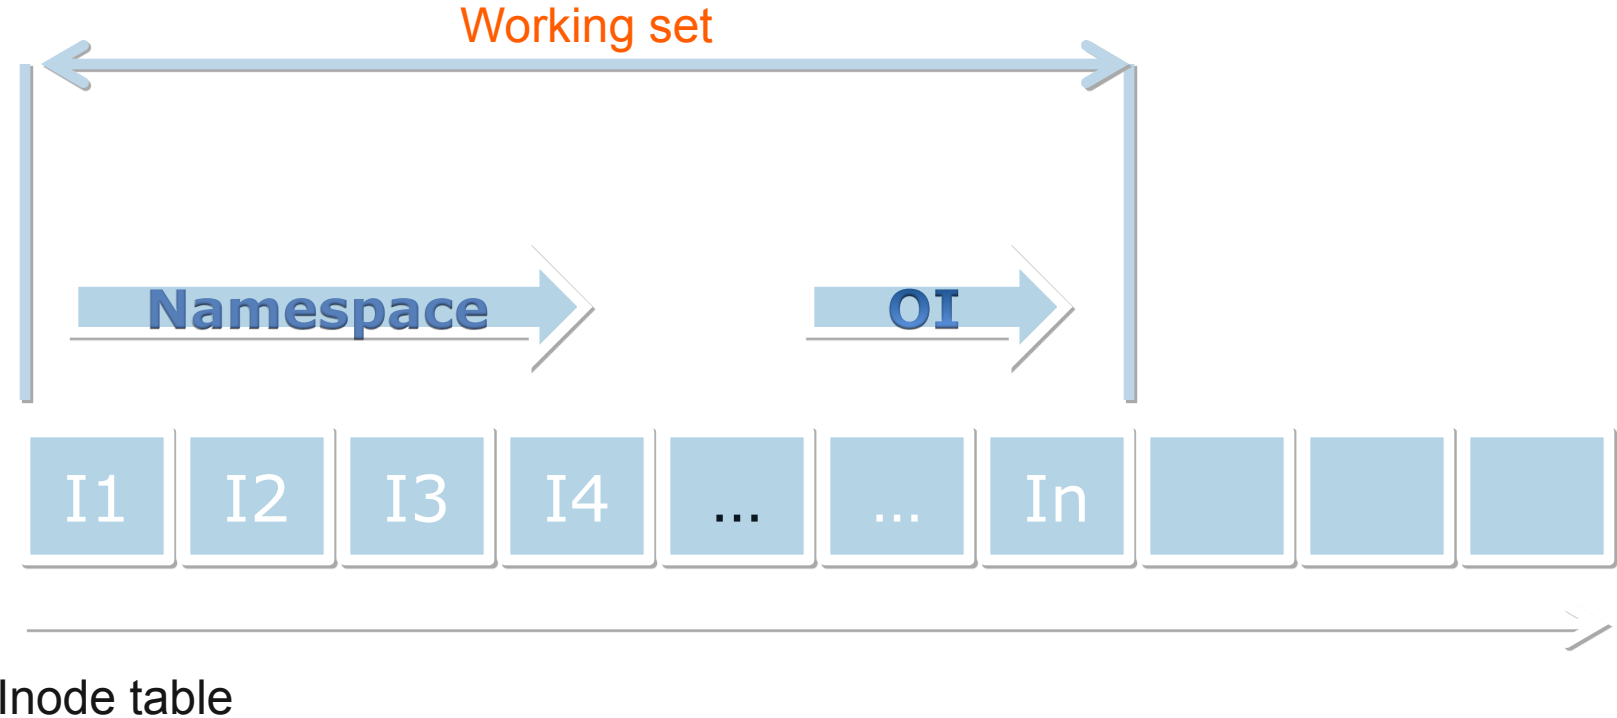 Working set
Namespace OI
I1 I2 I3 I4 ... ... In
Inode table